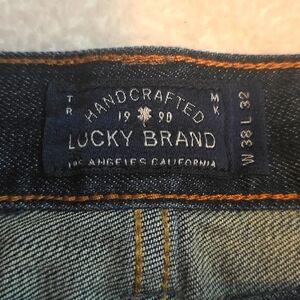 TR MK
HANDCRAFTED
19 90
LUCKY BRAND
LOS ANGELES CALIFORNIA
W 38 L 32